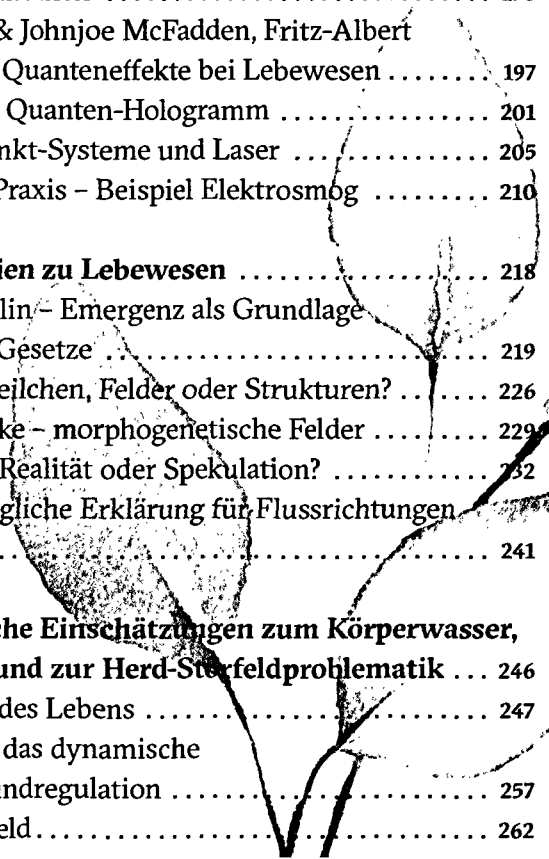 & Johnjoe McFadden, Fritz-Albert
Quanteneffekte bei Lebewesen ........ 197
Quanten-Hologramm .................. 201
nkt-Systeme und Laser ................. 205
Praxis – Beispiel Elektrosmog ......... 210
ien zu Lebewesen ...................... 218
lin – Emergenz als Grundlage
Gesetze ................................ 219
eilchen, Felder oder Strukturen? ....... 226
ke – morphogenetische Felder ......... 229
Realität oder Spekulation? ............. 232
gliche Erklärung für Flussrichtungen
........................................ 241
che Einschätzungen zum Körperwasser,
und zur Herd-Störfeldproblematik ... 246
des Lebens ............................ 247
das dynamische
undregulation ......................... 257
eld .................................... 262